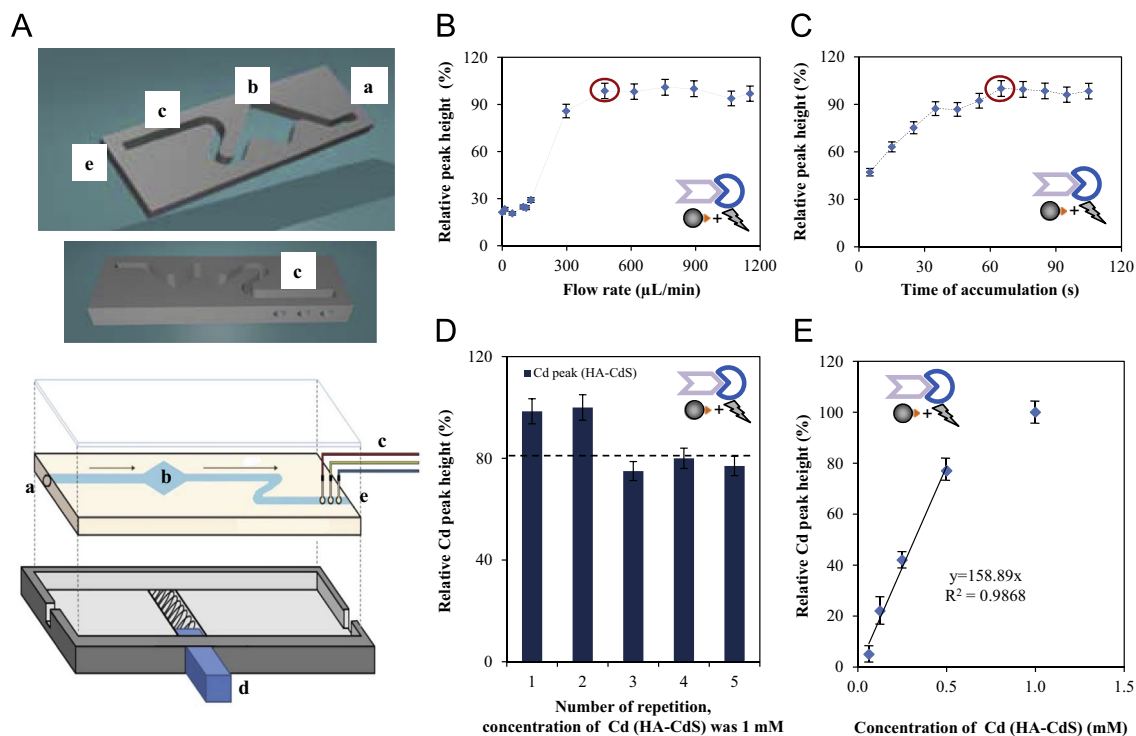 A
a
b
c
e
c
c
b
a
e
d
B
Relative peak height (%)
120
90
60
30
0
0 300 600 900 1200
Flow rate (µL/min)
C
Relative peak height (%)
120
90
60
30
0
0 30 60 90 120
Time of accumulation (s)
D
Relative Cd peak height (%)
120
80
40
0
Cd peak (HA-CdS)
1 2 3 4 5
Number of repetition,
concentration of Cd (HA-CdS) was 1 mM
E
Relative Cd peak height (%)
120
100
80
60
40
20
0
+
y=158.89x
R² = 0.9868
0.0 0.5 1.0 1.5
Concentration of Cd (HA-CdS) (mM)